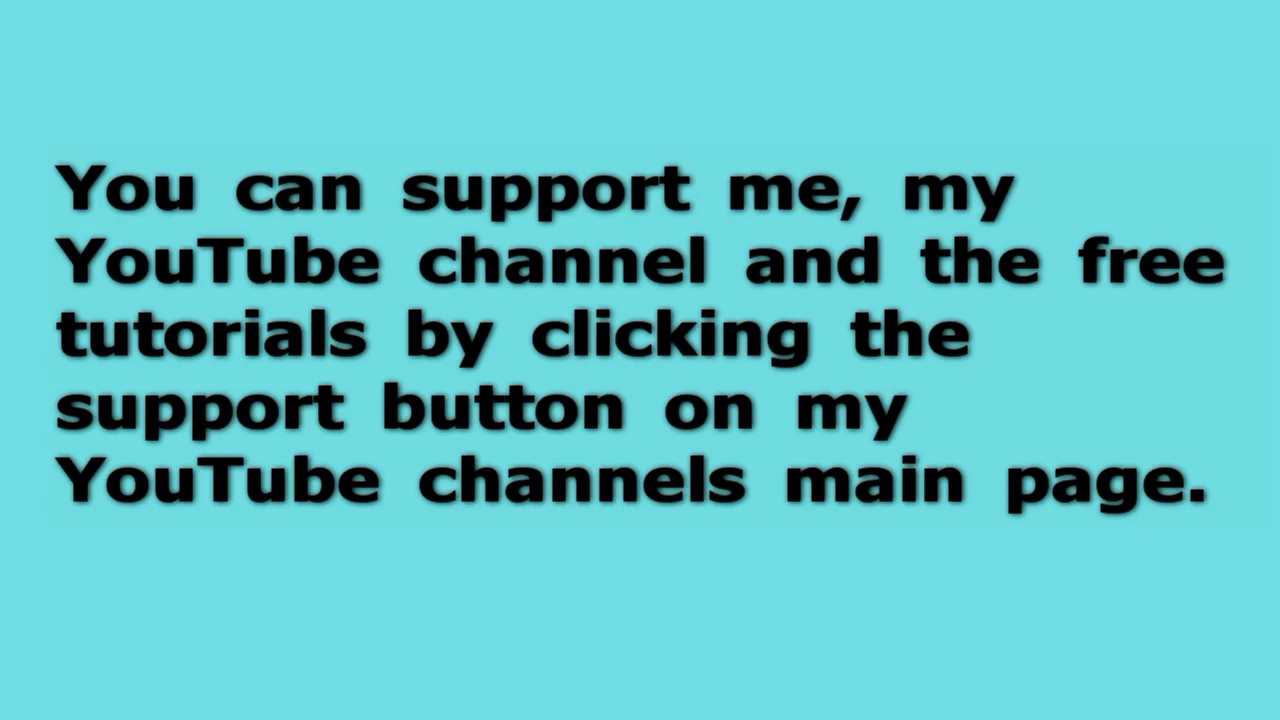 You can support me, my
YouTube channel and the free
tutorials by clicking the
support button on my
YouTube channels main page.